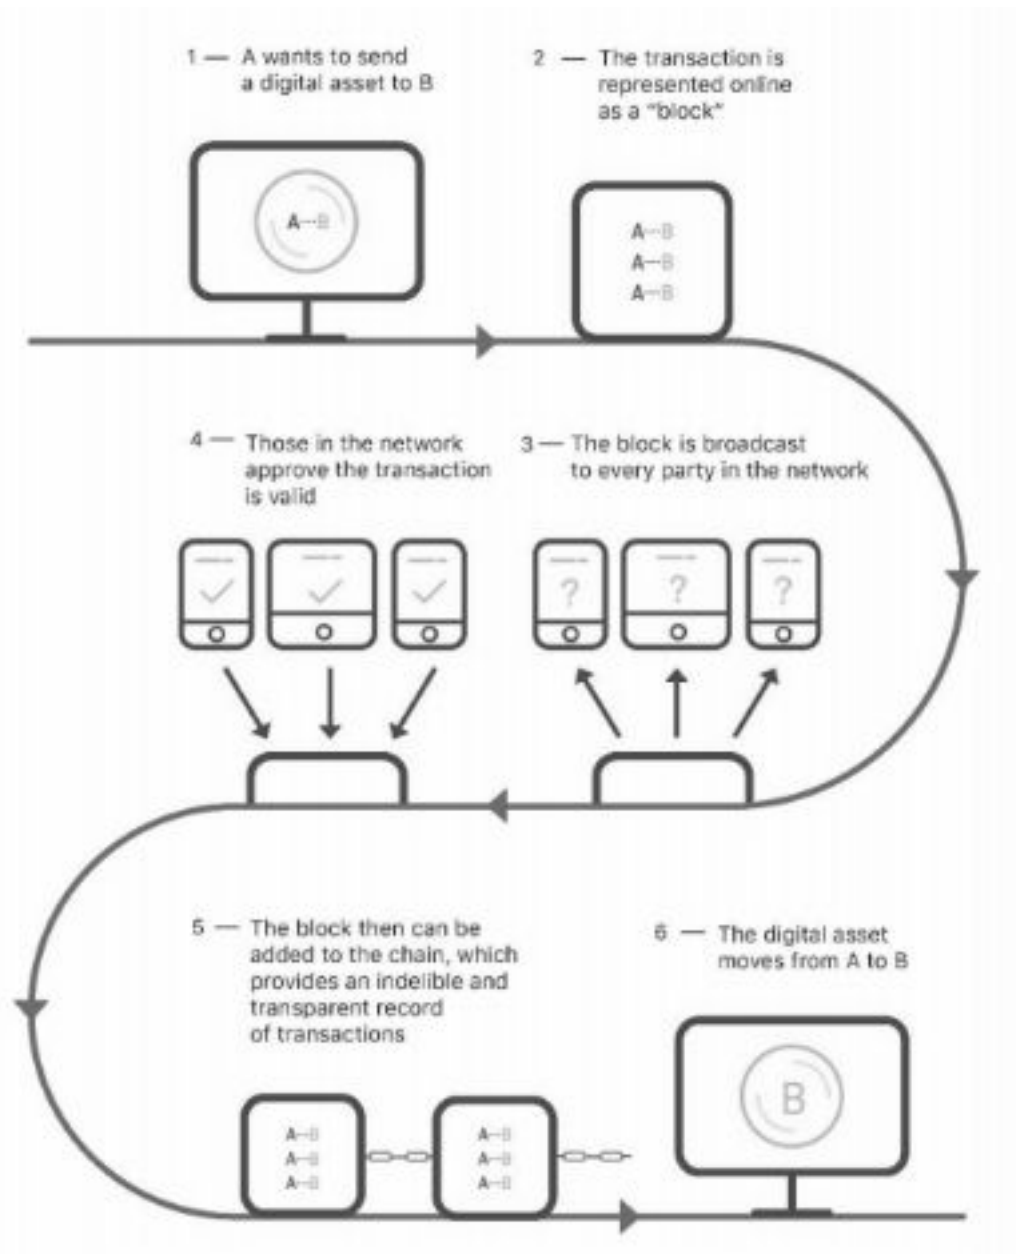 1 — A wants to send
a digital asset to B
2 — The transaction is
represented online
as a "block"
A---B
A---B
A---B
A---B
4 — Those in the network
approve the transaction
is valid
3 — The block is broadcast
to every party in the network
?
?
?
5 — The block then can be
added to the chain, which
provides an indelible and
transparent record
of transactions
6 — The digital asset
moves from A to B
A---B
A---B
A---B
A---B
A---B
A---B
B